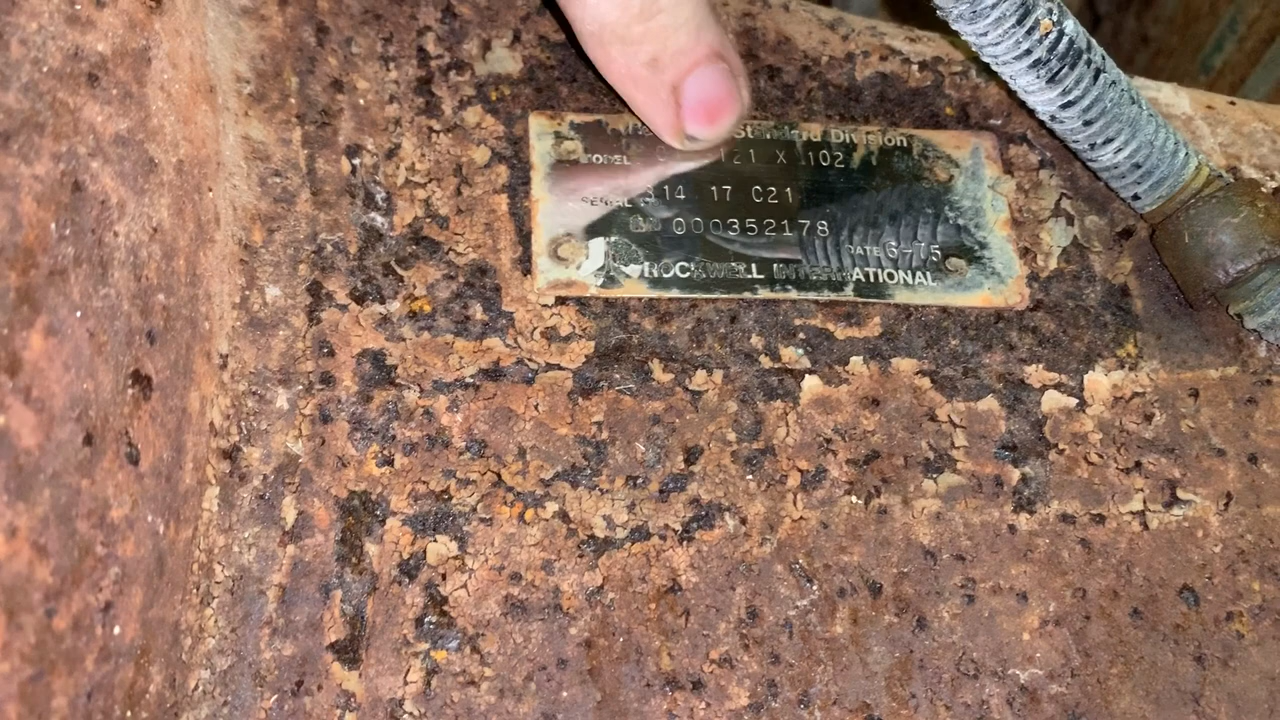 Standard Division
MODEL 121 X 102
SERIAL 314 17 C21
000352178
DATE 6-75
ROCKWELL INTERNATIONAL